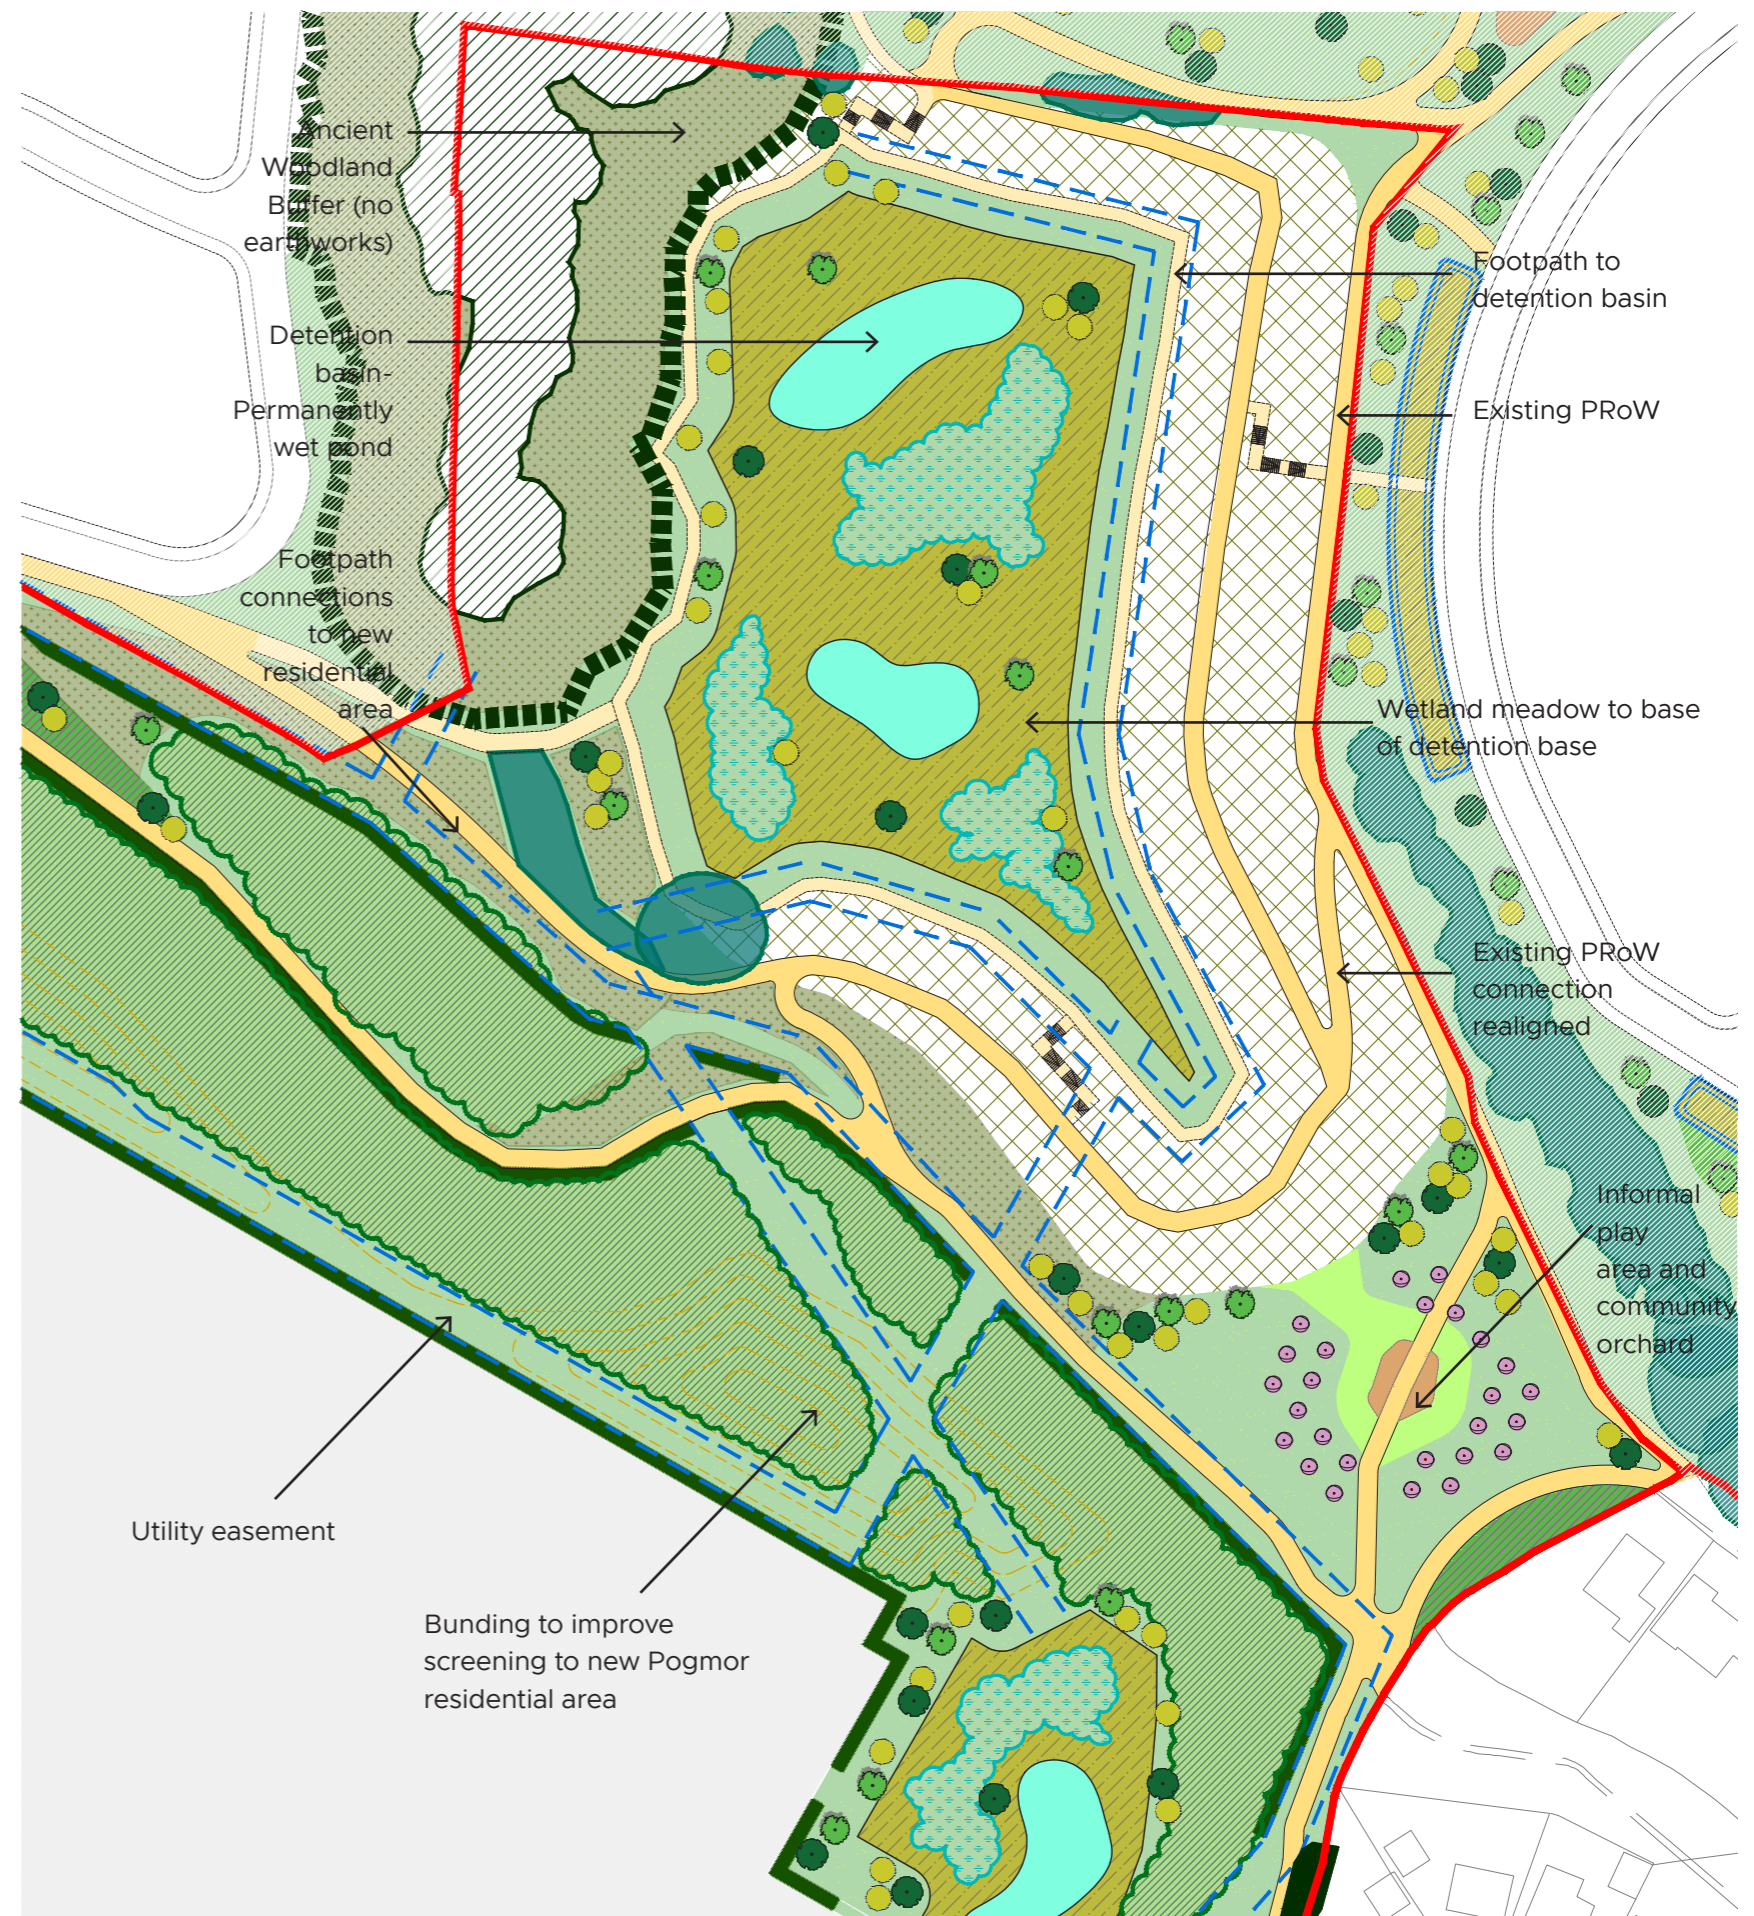 Ancient
Woodland
Buffer (no
earthworks)
Detention
basin-
Permanently
wet pond
Footpath
connections
to new
residential
area
Footpath to
detention basin
Existing PRoW
Wetland meadow to base
of detention base
Existing PRoW
connection
realigned
Informal
play
area and
community
orchard
Utility easement
Bunding to improve
screening to new Pogmor
residential area